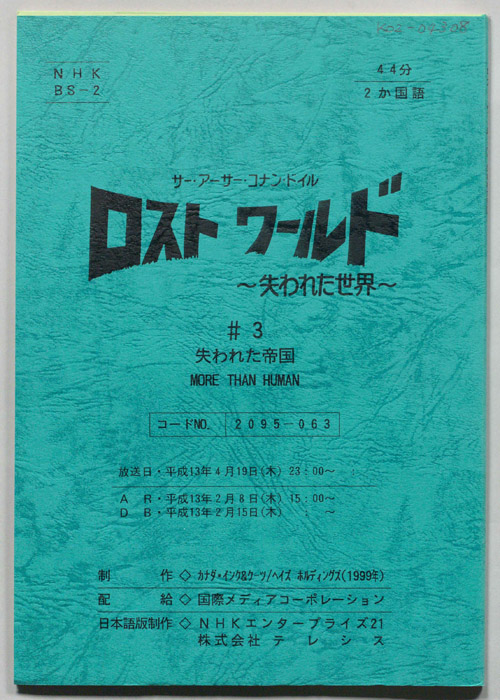 NHK
BS-2
44分
2か国語
サー・アーサー・コナン・ドイル
ロスト ワールド
～失われた世界～
#3
失われた帝国
MORE THAN HUMAN
コードNO. 2095-063
放送日・平成13年4月19日(木) 23:00～ :
AR・平成13年2月8日(木) 15:00～
DB・平成13年2月15日(木) : ～
制作◇カナダ・インク&クーツ/ヘイズ ホルディングズ(1999年)
配給◇国際メディアコーポレーション
日本語版制作◇NHKエンタープライズ21
株式会社テレシス